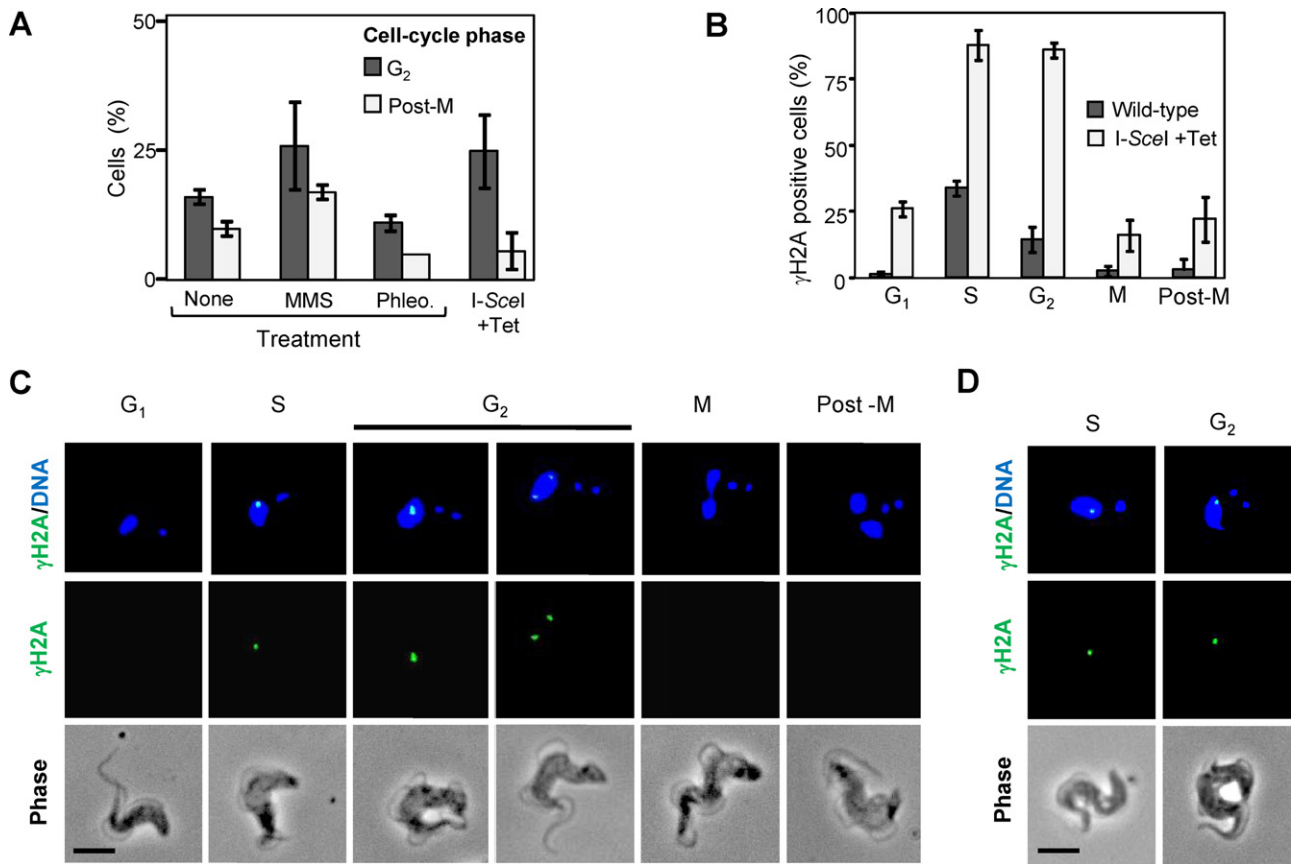 A
50
25
0
Cells (%)
Cell-cycle phase
G₂
Post-M
None
MMS
Phleo.
I-SceI
+Tet
Treatment
B
100
75
50
25
0
γH2A positive cells (%)
Wild-type
I-SceI +Tet
G₁
S
G₂
M
Post-M
C
G₁
S
G₂
M
Post -M
γH2A/DNA
γH2A
Phase
D
S
G₂
γH2A/DNA
γH2A
Phase